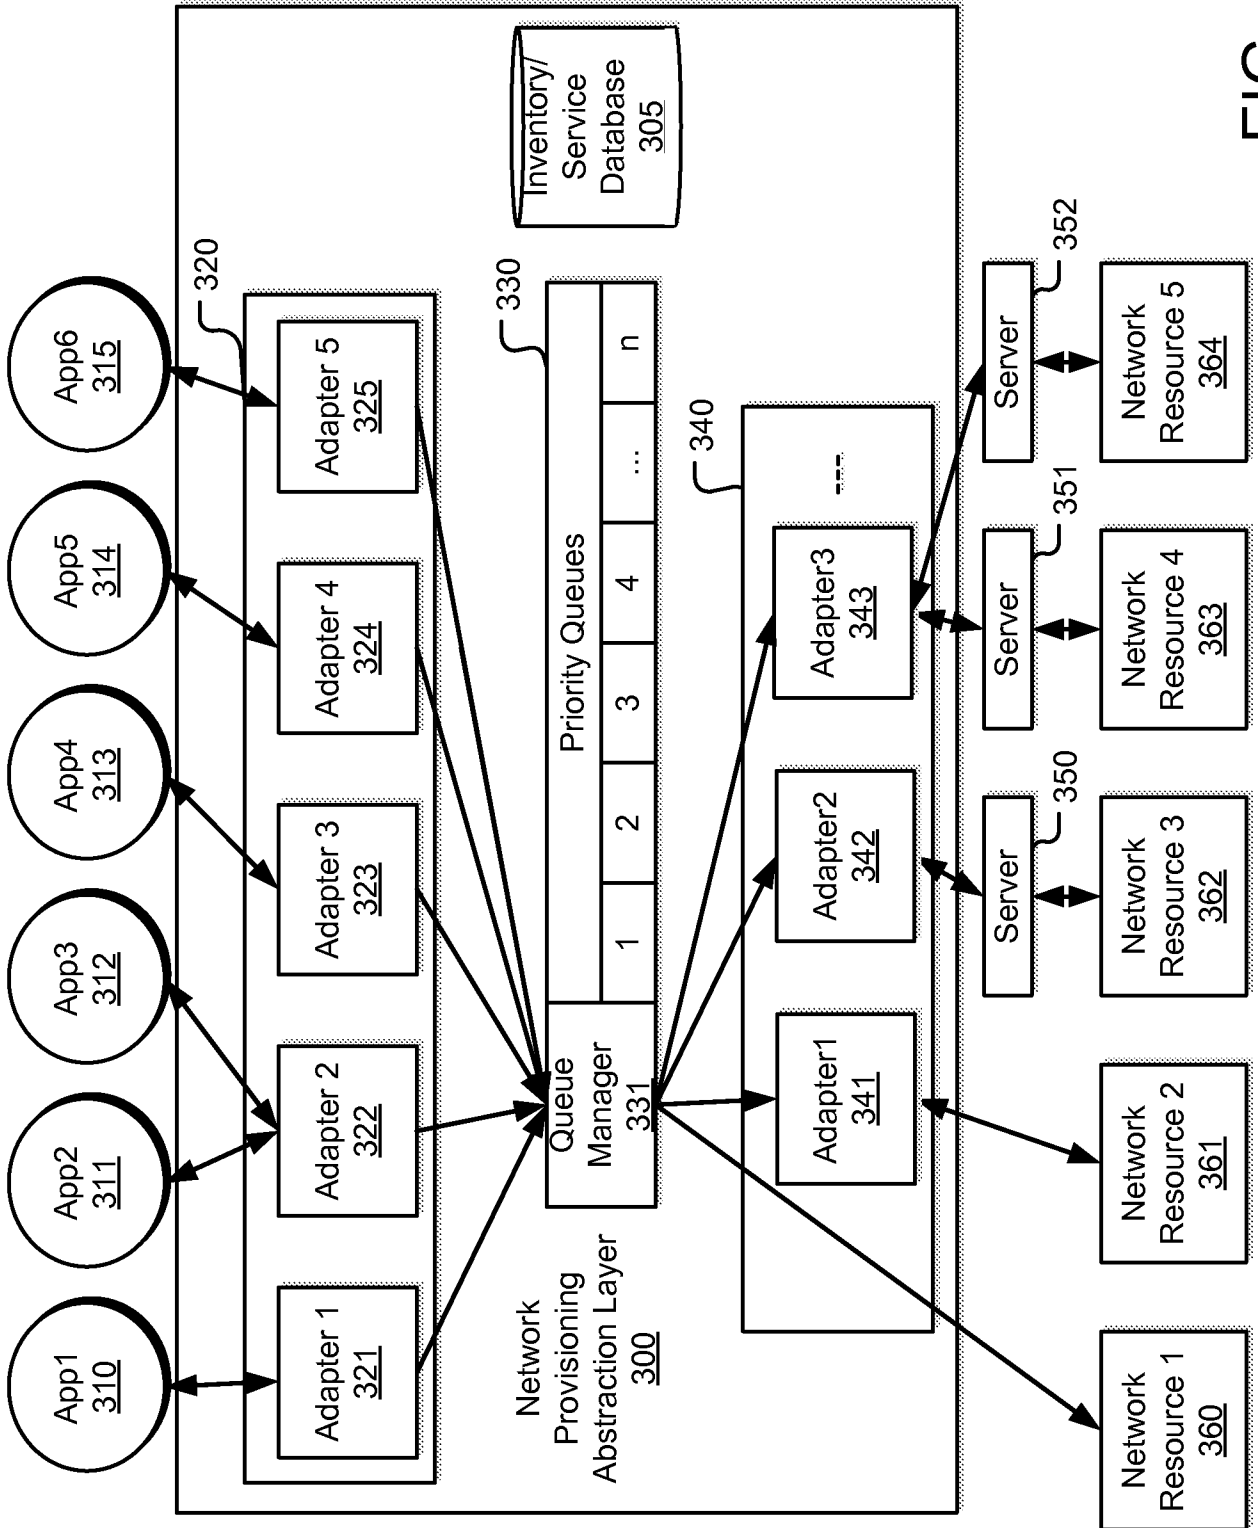 App1
310
App2
311
App3
312
App4
313
App5
314
App6
315
320
Adapter 1
321
Adapter 2
322
Adapter 3
323
Adapter 4
324
Adapter 5
325
Network
Provisioning
Abstraction Layer
300
Queue
Manager
331
Priority Queues
1
2
3
4
...
n
330
Inventory/
Service
Database
305
340
Adapter1
341
Adapter2
342
Adapter3
343
---
Server
350
Server
351
Server
352
Network
Resource 1
360
Network
Resource 2
361
Network
Resource 3
362
Network
Resource 4
363
Network
Resource 5
364
FIG